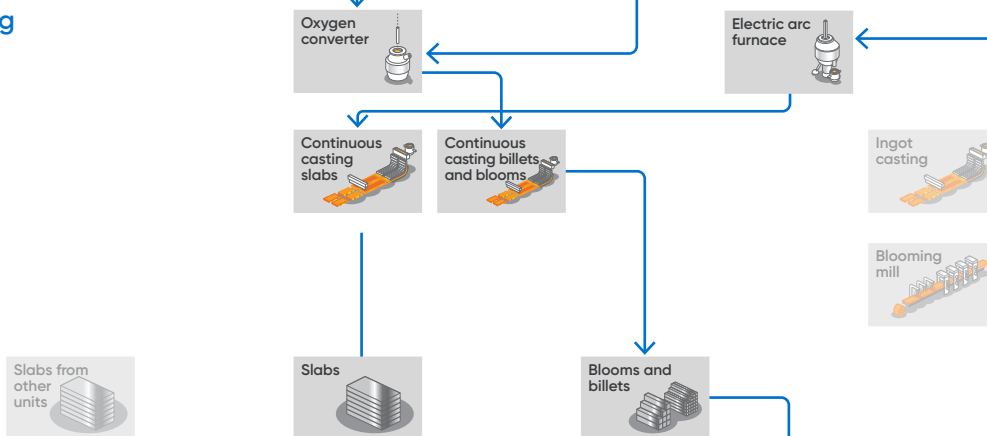 g
Oxygen
converter
Electric arc
furnace
Continuous
casting
slabs
Continuous
casting billets
and blooms
Ingot
casting
Blooming
mill
Slabs from
other
units
Slabs
Blooms and
billets